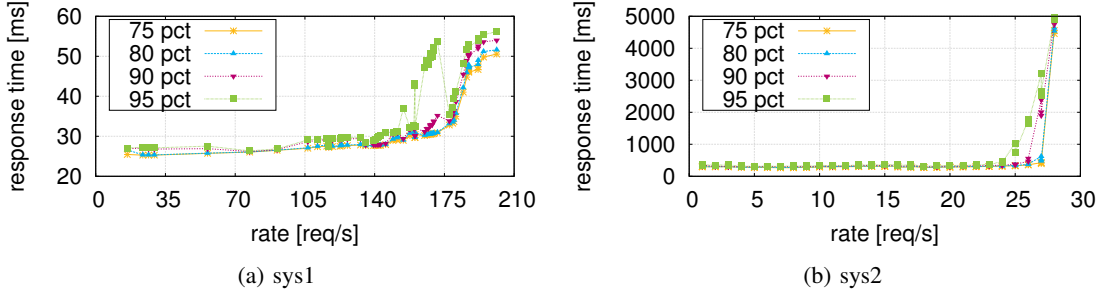 response time [ms]
60
50
40
30
20
75 pct
80 pct
90 pct
95 pct
0
35
70
105
140
175
210
rate [req/s]
(a) sys1
response time [ms]
5000
4000
3000
2000
1000
0
75 pct
80 pct
90 pct
95 pct
0
5
10
15
20
25
30
rate [req/s]
(b) sys2